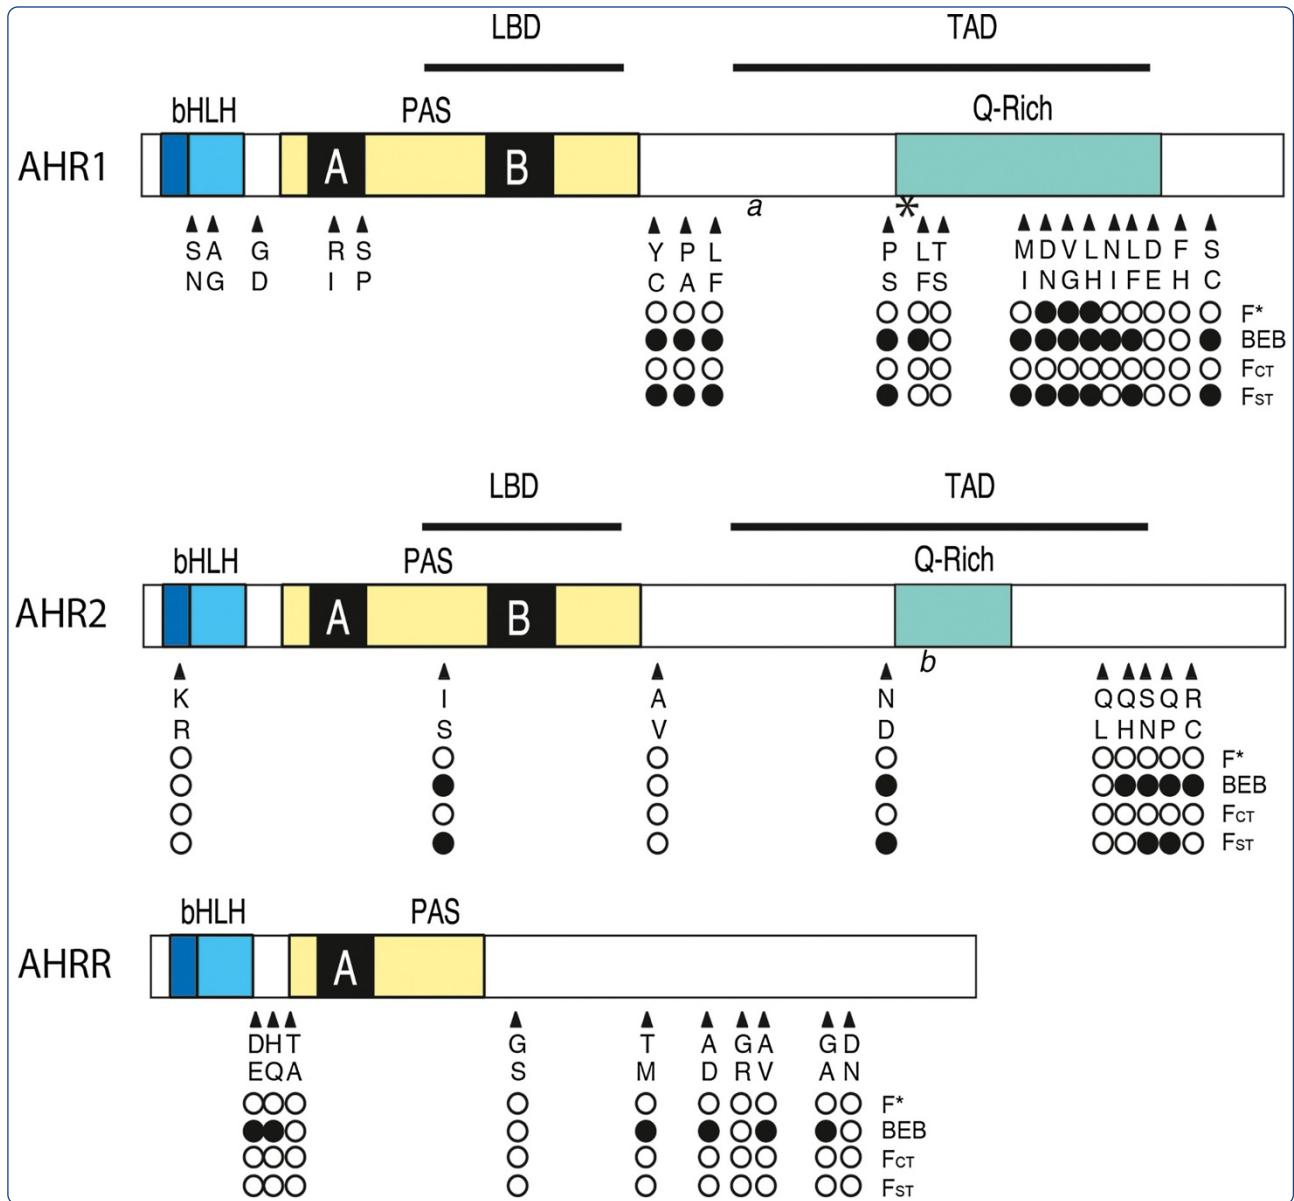 LBD TAD
bHLH PAS Q-Rich
AHR1 A B
a *
S A G R S Y P L P L T M D V L N L D F S
N G D I P C A F S F S I N G H I F E H C
F*
BEB
FCT
FST
LBD TAD
bHLH PAS Q-Rich
AHR2 A B
b
K I A N Q Q S Q R
R S V D L H N P C
F*
BEB
FCT
FST
bHLH PAS
AHRR A
D H T G T A G A G D
E Q A S M D R V A N
F*
BEB
FCT
FST